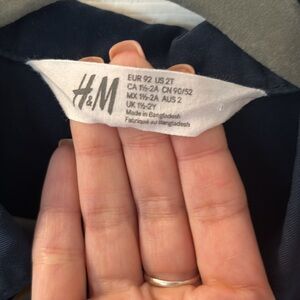 H&M
EUR 92 US 2T
CA 1½-2A CN 90/52
MX 1½-2A AUS 2
UK 1½-2Y
Made in Bangladesh
Fabriqué au Bangladesh